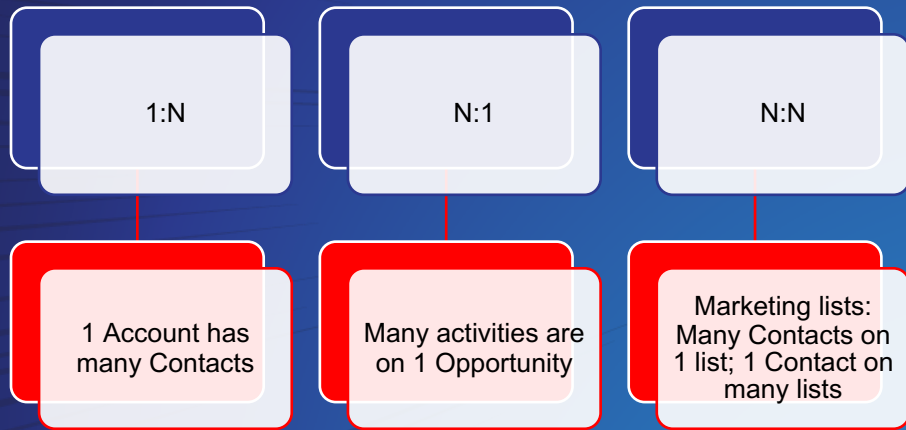 1:N
N:1
N:N
1 Account has
many Contacts
Many activities are
on 1 Opportunity
Marketing lists:
Many Contacts on
1 list; 1 Contact on
many lists